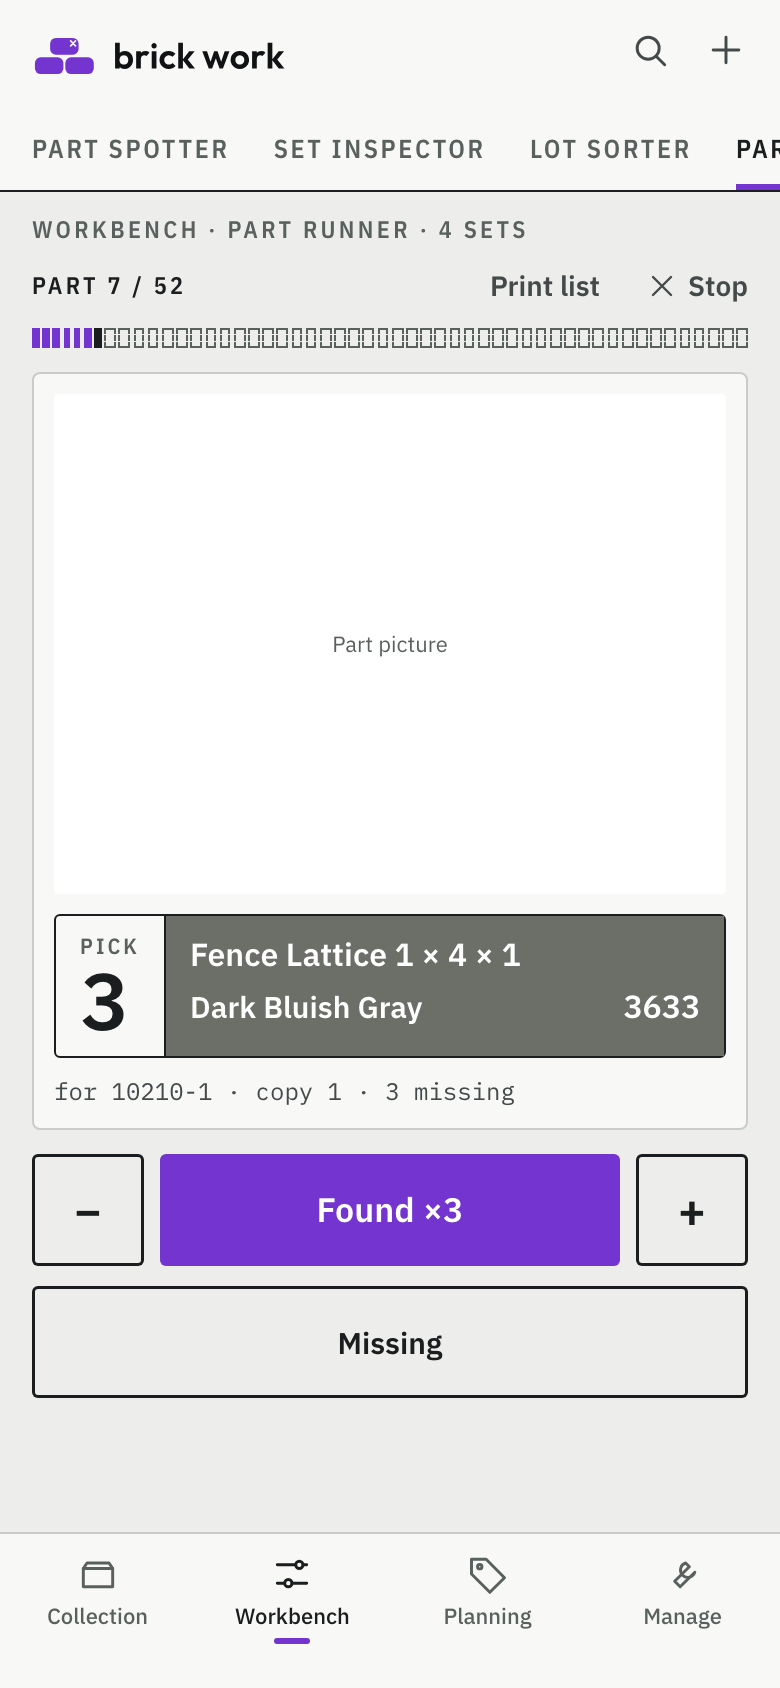 brick work
PART SPOTTER SET INSPECTOR LOT SORTER PAR
WORKBENCH · PART RUNNER · 4 SETS
PART 7 / 52 Print list Stop
Part picture
PICK
3
Fence Lattice 1 × 4 × 1
Dark Bluish Gray 3633
for 10210-1 · copy 1 · 3 missing
− Found ×3 +
Missing
Collection Workbench Planning Manage